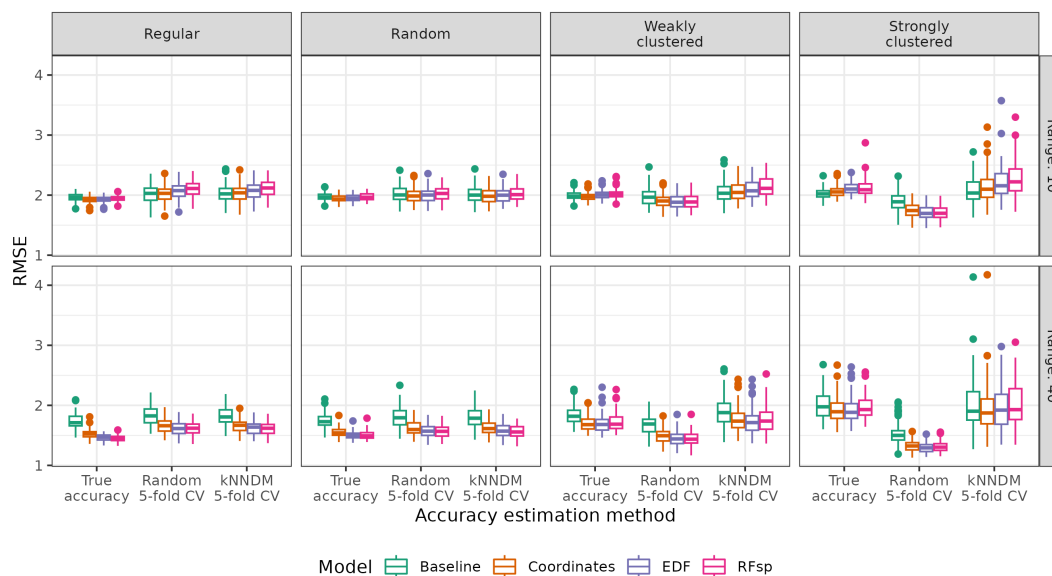 Regular
Random
Weakly
clustered
Strongly
clustered
RMSE
4
3
2
1
4
3
2
1
True
accuracy
Random
5-fold CV
kNNDM
5-fold CV
True
accuracy
Random
5-fold CV
kNNDM
5-fold CV
True
accuracy
Random
5-fold CV
kNNDM
5-fold CV
True
accuracy
Random
5-fold CV
kNNDM
5-fold CV
Accuracy estimation method
Model Baseline Coordinates EDF RFsp